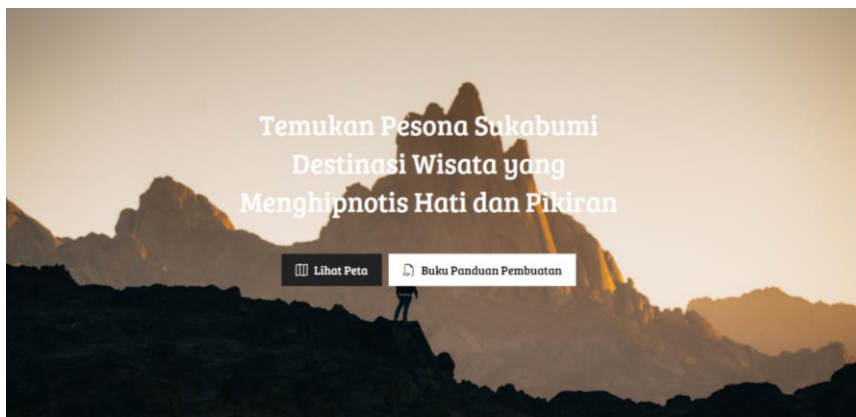 Temukan Pesona Sukabumi
Destinasi Wisata yang
Menghipnotis Hati dan Pikiran
Lihat Peta
Buku Panduan Pembuatan